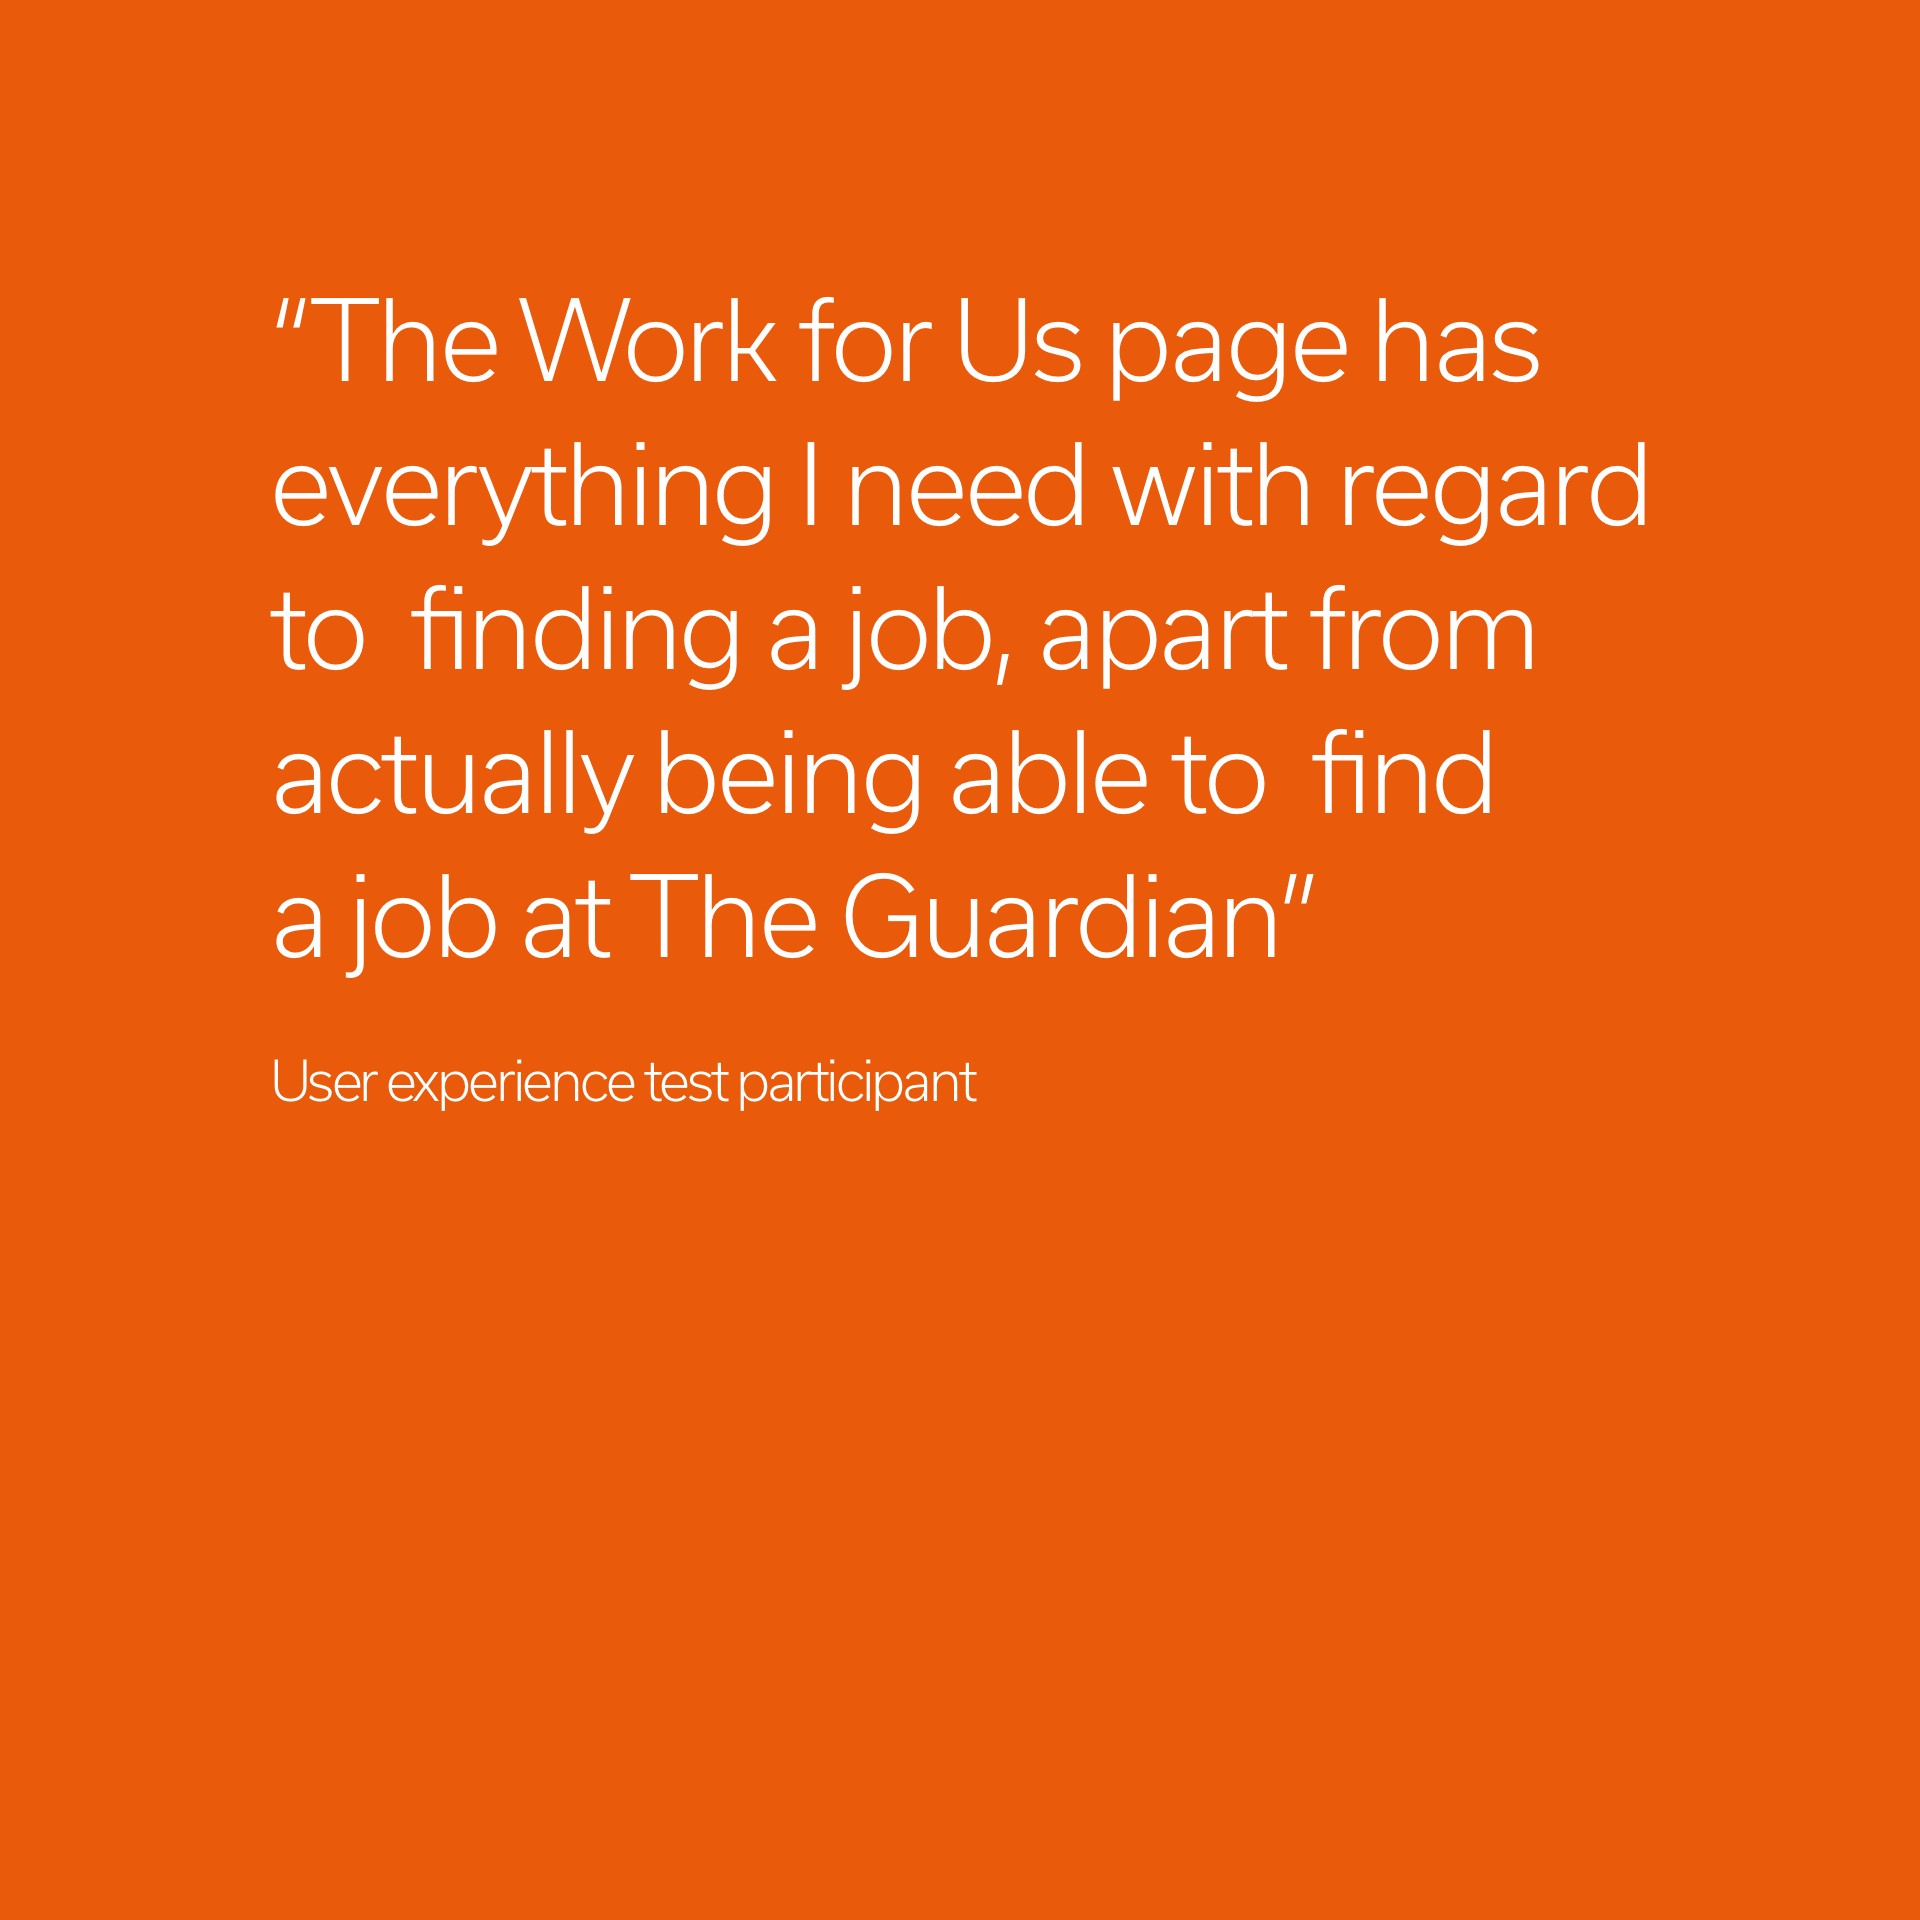 "The Work for Us page has
everything I need with regard
to  finding a job, apart from
actually being able to  find
a job at The Guardian"
User experience test participant